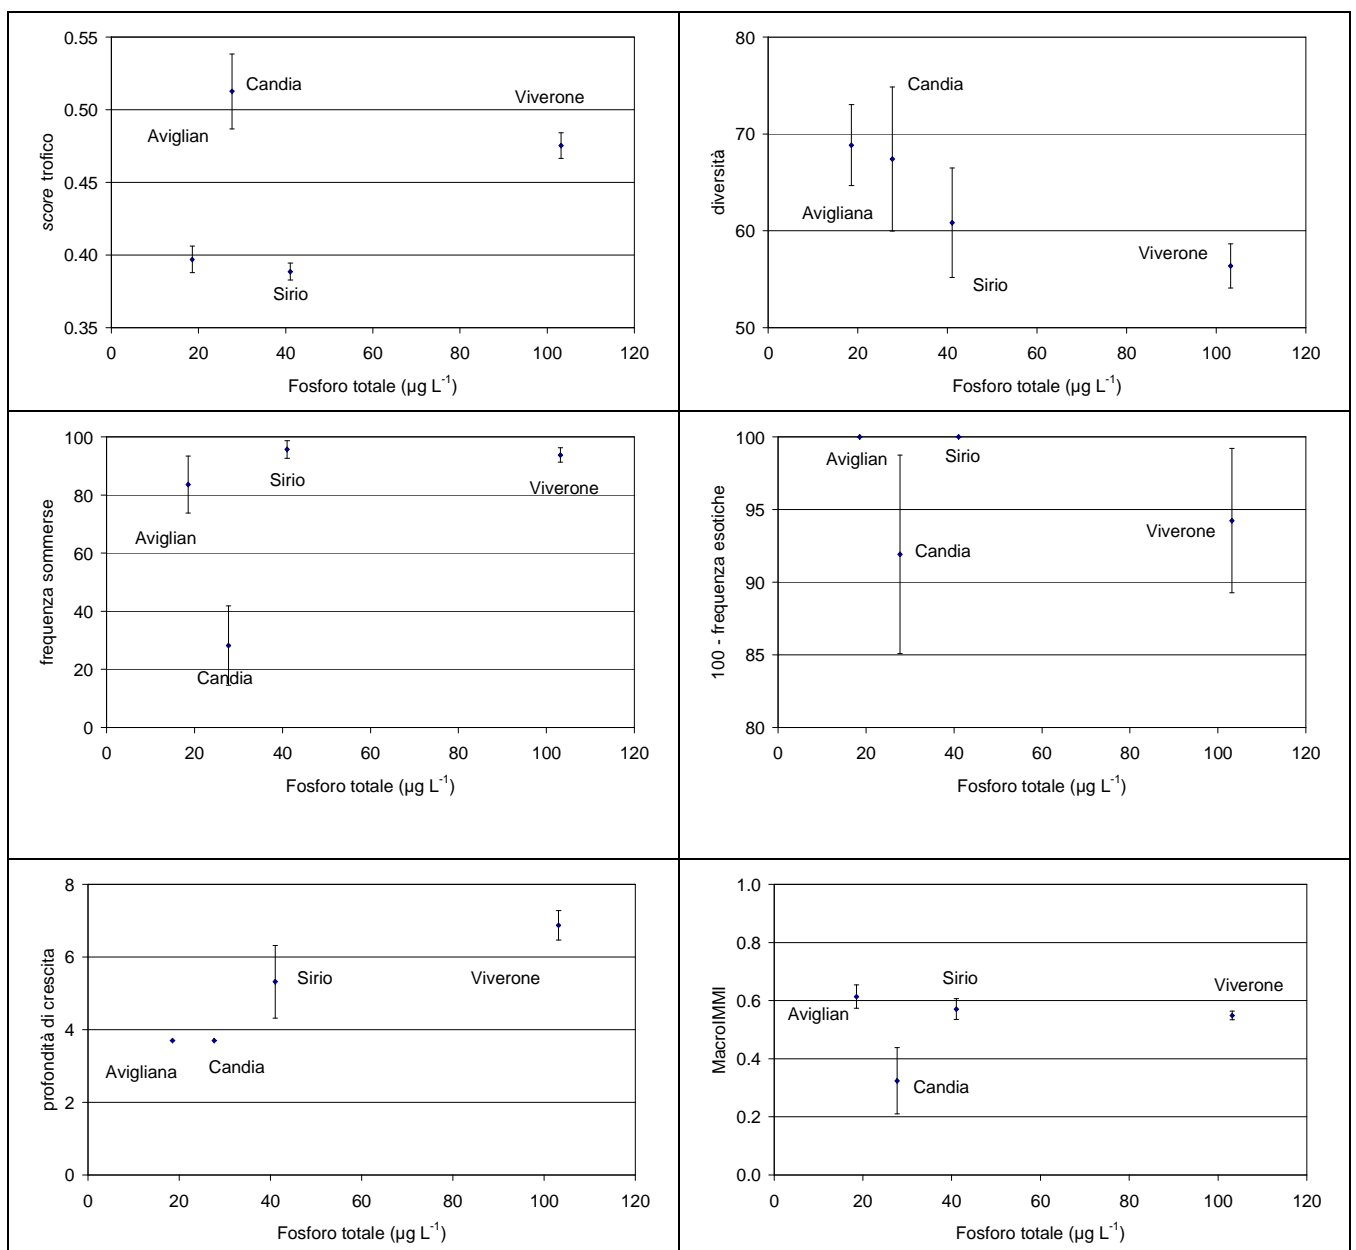 0.55
0.50
0.45
0.40
0.35
score trofico
Candia
Viverone
Aviglian
Sirio
0 20 40 60 80 100 120
Fosforo totale (µg L⁻¹)
80
70
60
50
diversità
Candia
Avigliana
Viverone
Sirio
0 20 40 60 80 100 120
Fosforo totale (µg L⁻¹)
100
80
60
40
20
0
frequenza sommerse
Sirio
Viverone
Aviglian
Candia
0 20 40 60 80 100 120
Fosforo totale (µg L⁻¹)
100
95
90
85
80
100 - frequenza esotiche
Aviglian
Sirio
Viverone
Candia
0 20 40 60 80 100 120
Fosforo totale (µg L⁻¹)
8
6
4
2
0
profondità di crescita
Sirio
Viverone
Avigliana
Candia
0 20 40 60 80 100 120
Fosforo totale (µg L⁻¹)
1.0
0.8
0.6
0.4
0.2
0.0
MacroIMMI
Sirio
Viverone
Aviglian
Candia
0 20 40 60 80 100 120
Fosforo totale (µg L⁻¹)